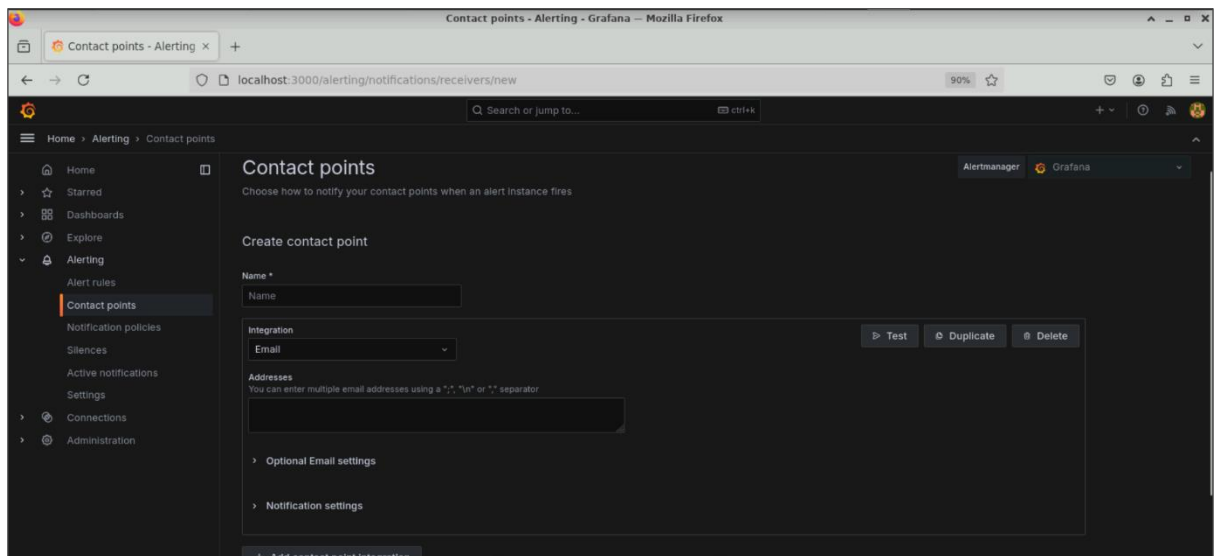 Contact points - Alerting - Grafana — Mozilla Firefox
Contact points - Alerting
localhost:3000/alerting/notifications/receivers/new
90%
Search or jump to...
ctrl+k
Home › Alerting › Contact points
Home
Starred
Dashboards
Explore
Alerting
Alert rules
Contact points
Notification policies
Silences
Active notifications
Settings
Connections
Administration
Contact points
Alertmanager
Grafana
Choose how to notify your contact points when an alert instance fires
Create contact point
Name *
Name
Integration
Email
Test
Duplicate
Delete
Addresses
You can enter multiple email addresses using a ";", "\n" or "," separator
Optional Email settings
Notification settings
Add contact point integration